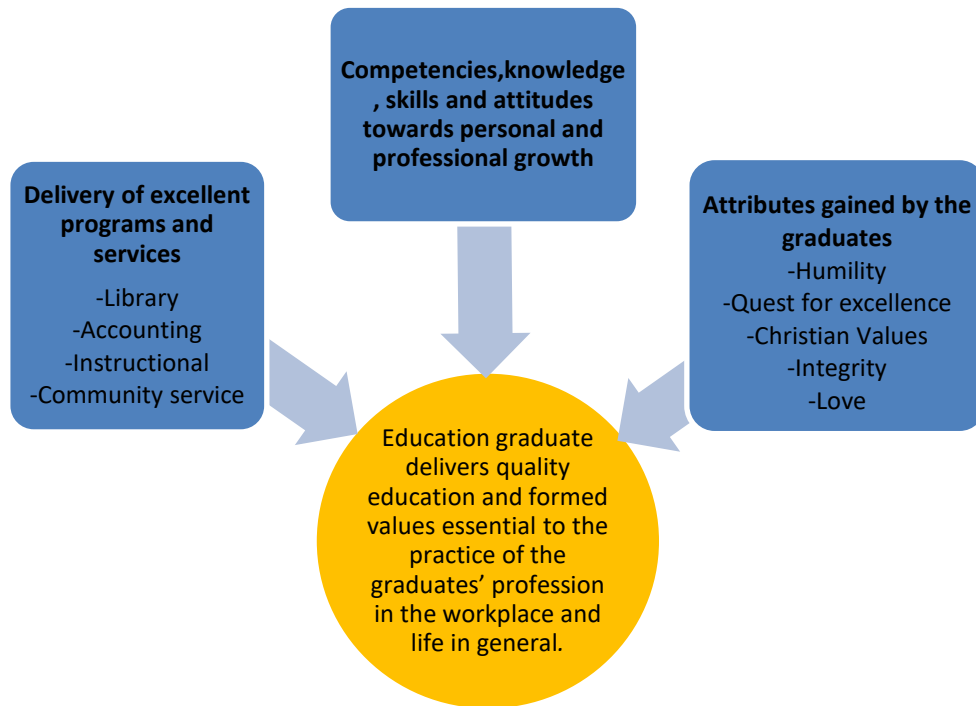 Delivery of excellent
programs and
services
-Library
-Accounting
-Instructional
-Community service
Competencies,knowledge
, skills and attitudes
towards personal and
professional growth
Attributes gained by the
graduates
-Humility
-Quest for excellence
-Christian Values
-Integrity
-Love
Education graduate
delivers quality
education and formed
values essential to the
practice of the
graduates’ profession
in the workplace and
life in general.